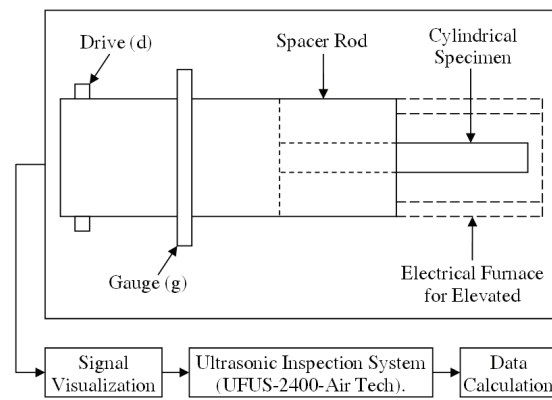 Drive (d)
Spacer Rod
Cylindrical
Specimen
Gauge (g)
Electrical Furnace
for Elevated
Signal
Visualization
Ultrasonic Inspection System
(UFUS-2400-Air Tech).
Data
Calculation